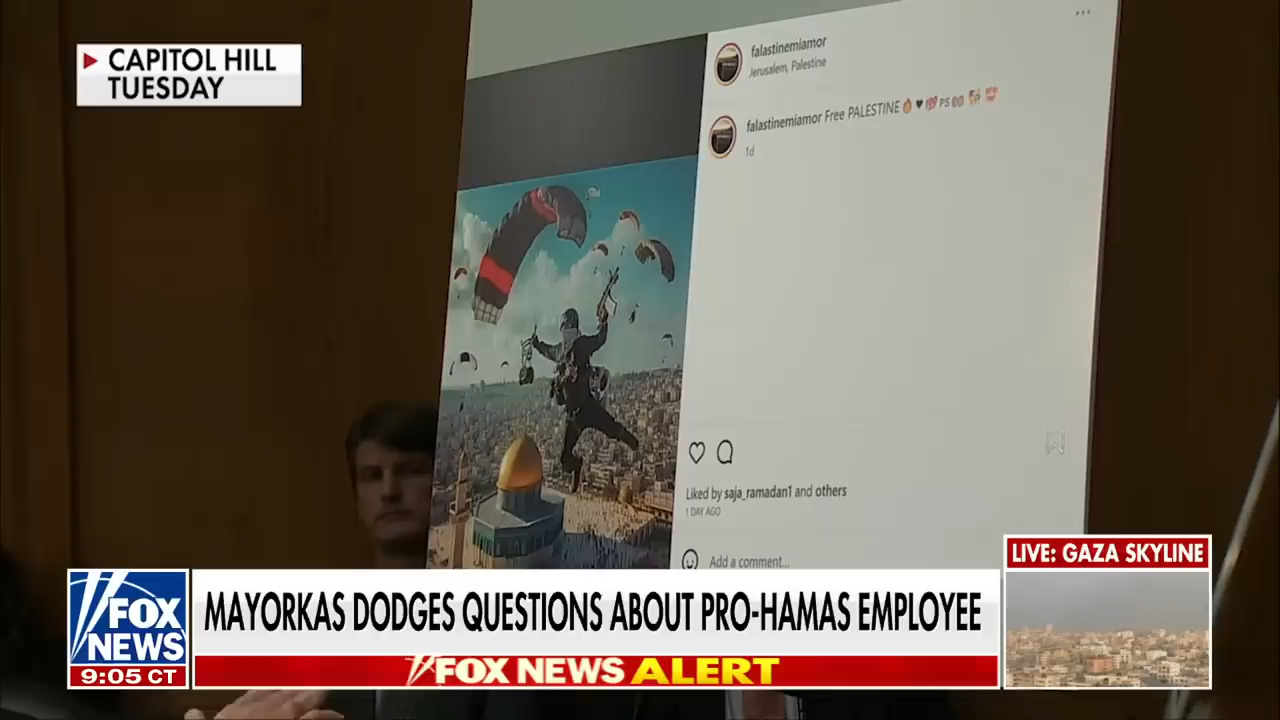 CAPITOL HILL
TUESDAY
falastinemiamor
Jerusalem, Palestine
falastinemiamor Free PALESTINE 🔥🖤💯 PS
1d
Liked by saja_ramadan1 and others
1 DAY AGO
Add a comment...
LIVE: GAZA SKYLINE
FOX
NEWS
9:05 CT
MAYORKAS DODGES QUESTIONS ABOUT PRO-HAMAS EMPLOYEE
FOX NEWS ALERT